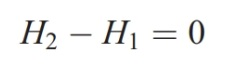 H₂ − H₁ = 0